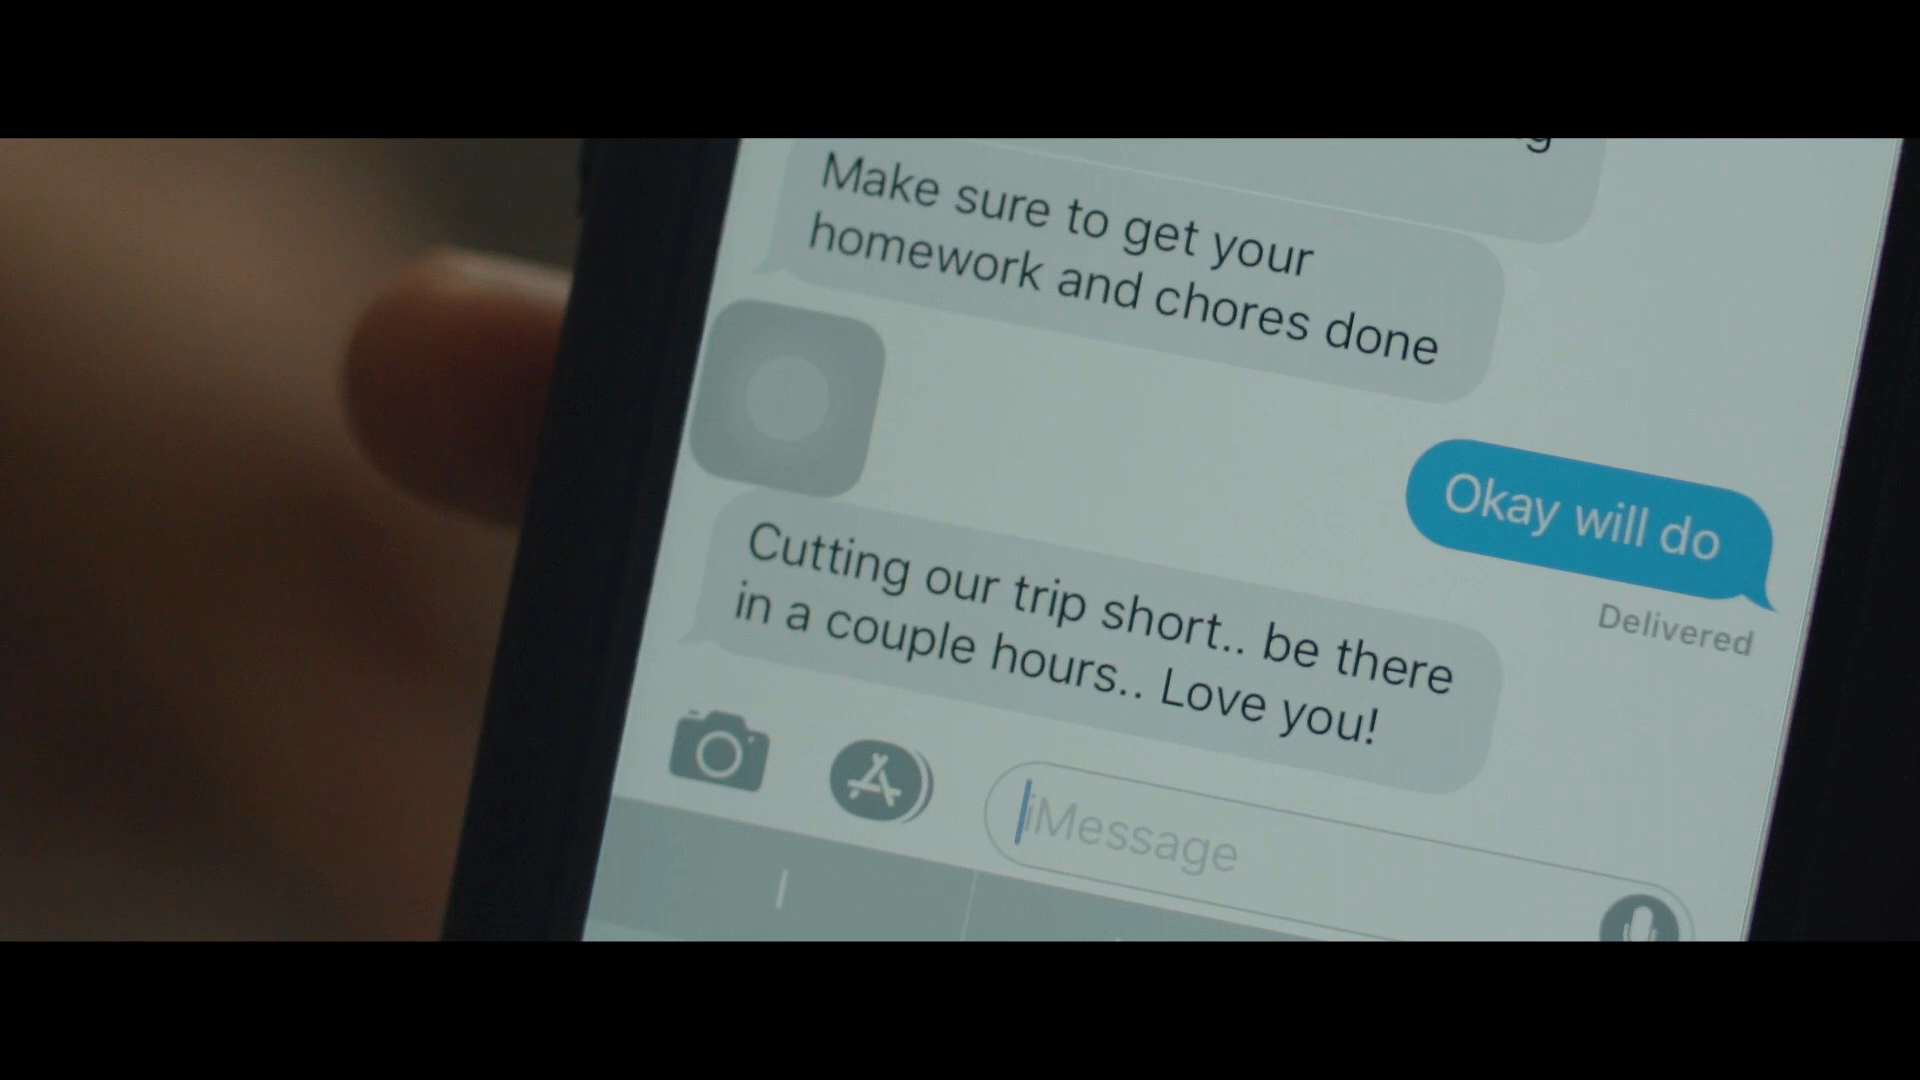 Make sure to get your
homework and chores done
Okay will do
Delivered
Cutting our trip short.. be there
in a couple hours.. Love you!
iMessage
I